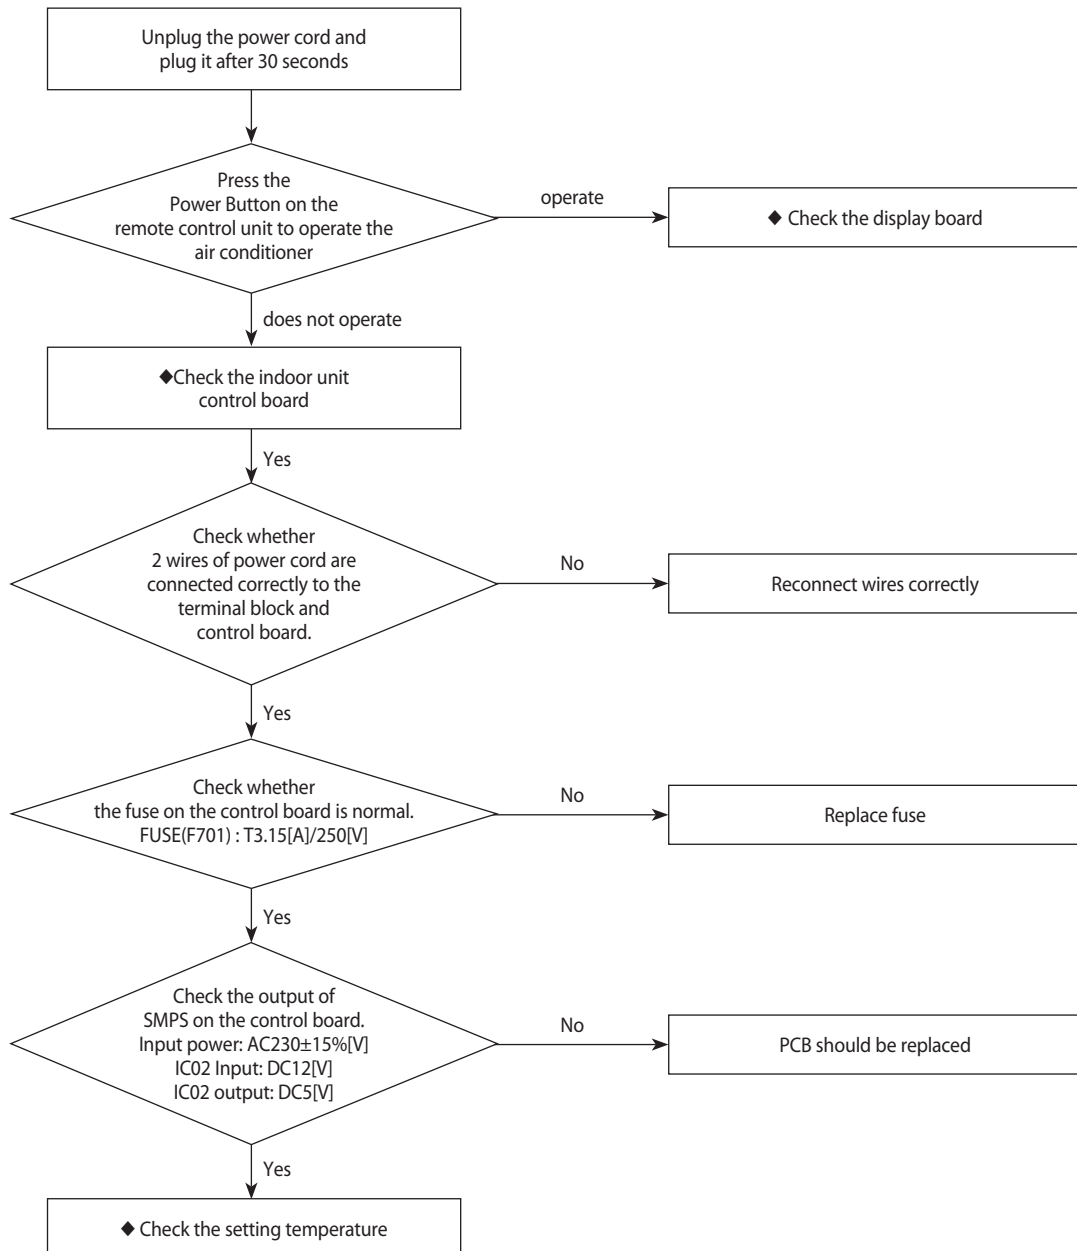 Unplug the power cord and
plug it after 30 seconds
Press the
Power Button on the
remote control unit to operate the
air conditioner
operate
◆ Check the display board
does not operate
◆Check the indoor unit
control board
Yes
Check whether
2 wires of power cord are
connected correctly to the
terminal block and
control board.
No
Reconnect wires correctly
Yes
Check whether
the fuse on the control board is normal.
FUSE(F701) : T3.15[A]/250[V]
No
Replace fuse
Yes
Check the output of
SMPS on the control board.
Input power: AC230±15%[V]
IC02 Input: DC12[V]
IC02 output: DC5[V]
No
PCB should be replaced
Yes
◆ Check the setting temperature